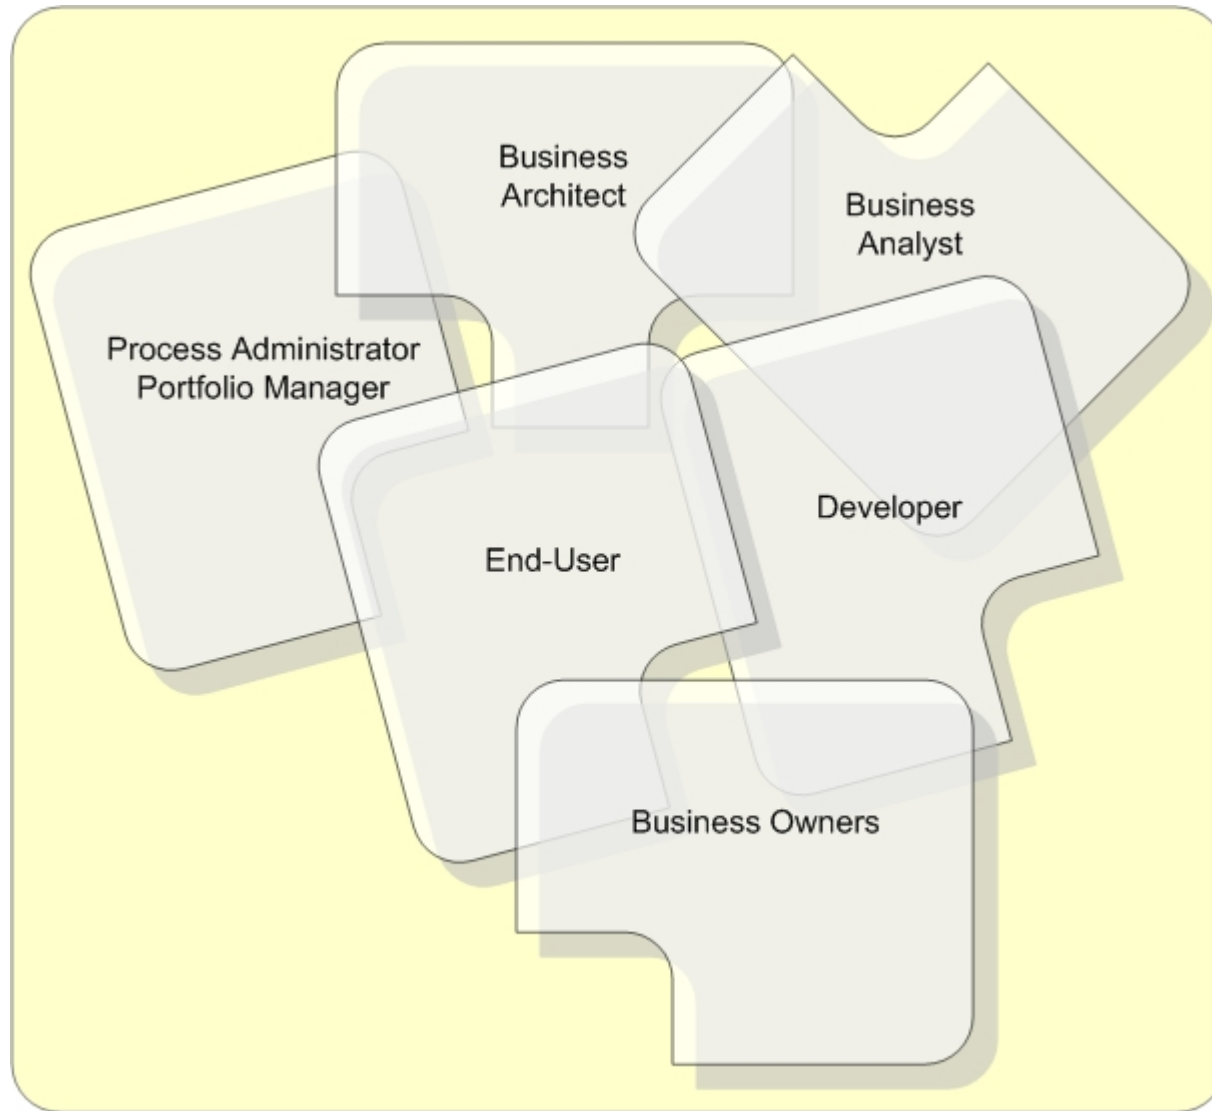 Business
Architect
Business
Analyst
Process Administrator
Portfolio Manager
Developer
End-User
Business Owners